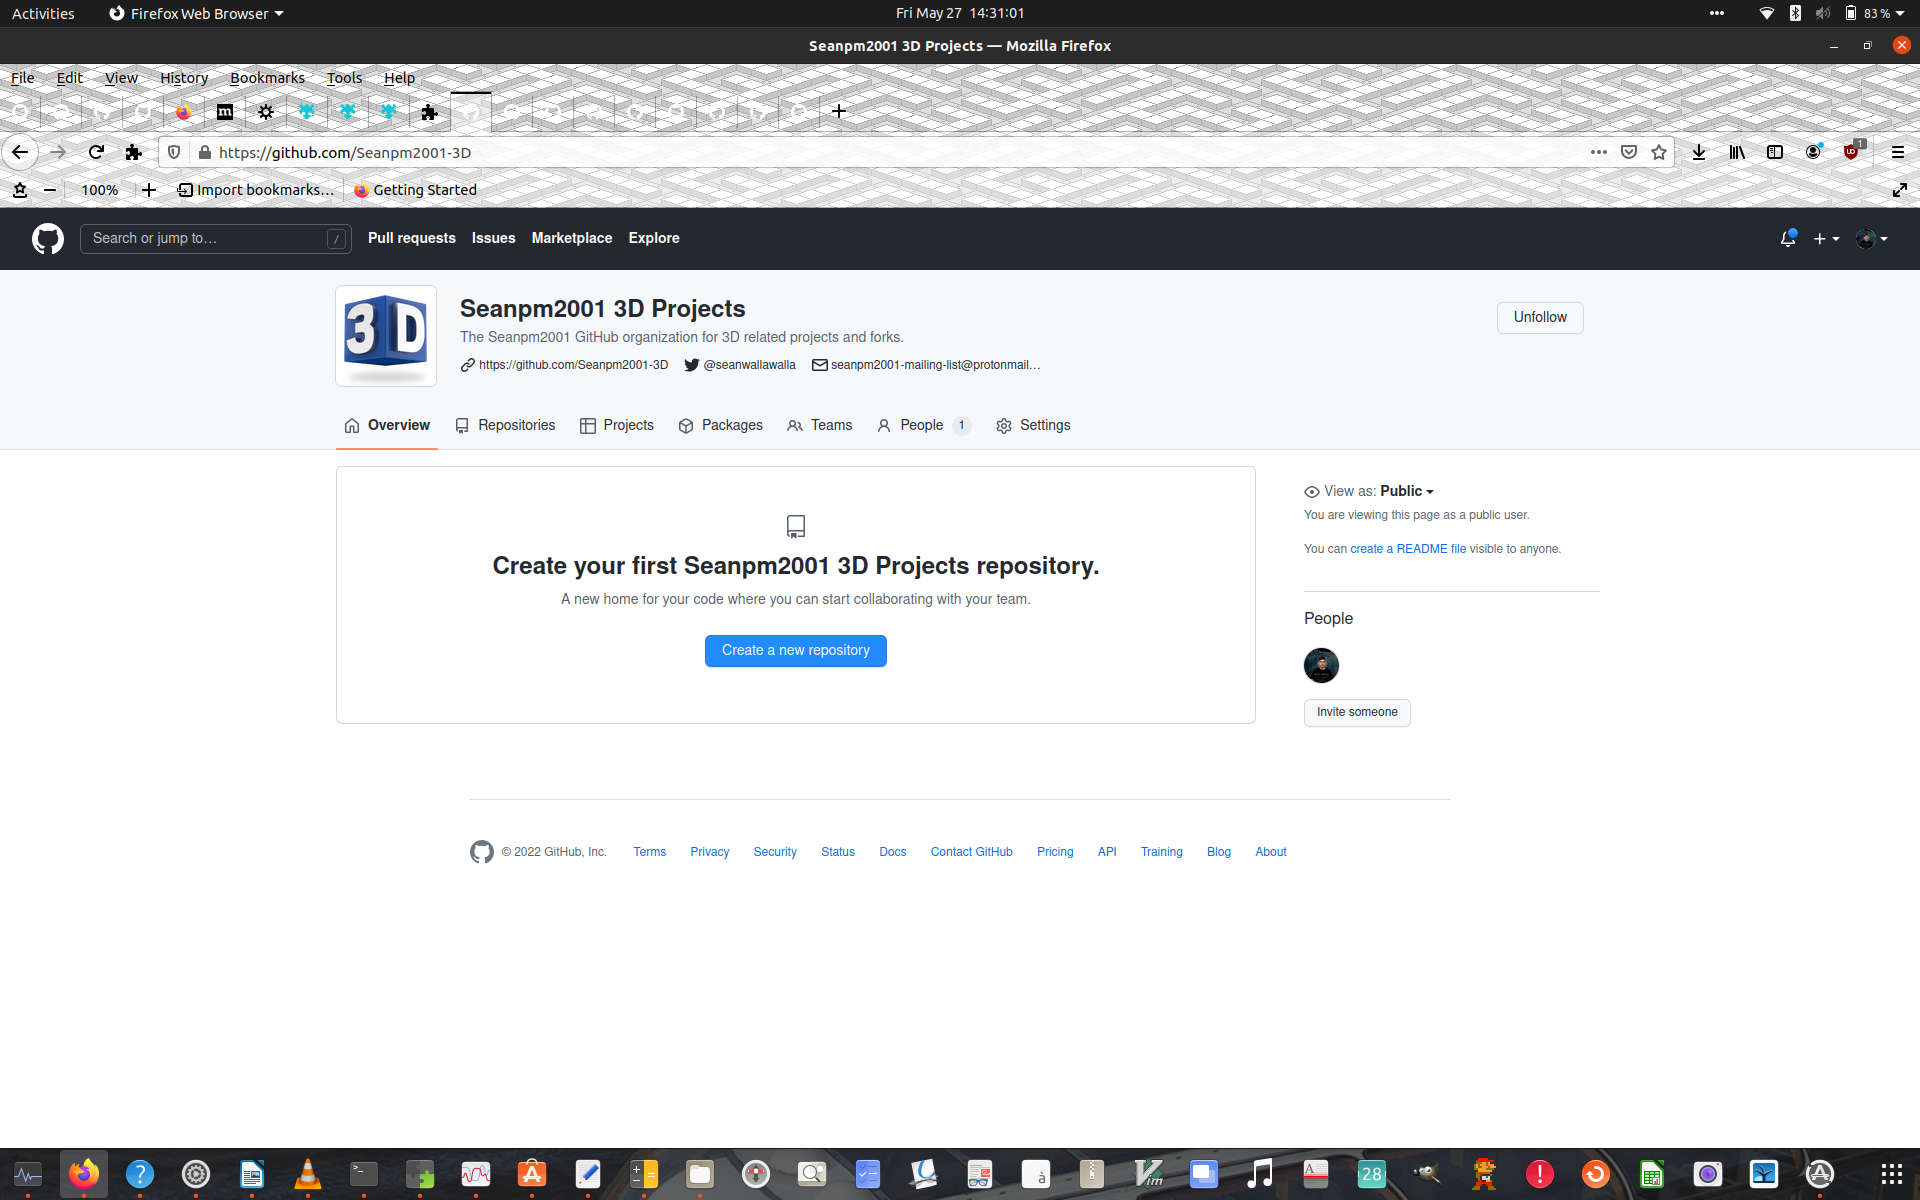 Activities Firefox Web Browser Fri May 27 14:31:01 83 %
Seanpm2001 3D Projects — Mozilla Firefox
File Edit View History Bookmarks Tools Help
m
https://github.com/Seanpm2001-3D 1
100% Import bookmarks... Getting Started
Search or jump to... / Pull requests Issues Marketplace Explore
3D
Seanpm2001 3D Projects
Unfollow
The Seanpm2001 GitHub organization for 3D related projects and forks.
https://github.com/Seanpm2001-3D @seanwallawalla seanpm2001-mailing-list@protonmail...
Overview Repositories Projects Packages Teams People 1 Settings
View as: Public
You are viewing this page as a public user.
You can create a README file visible to anyone.
Create your first Seanpm2001 3D Projects repository.
A new home for your code where you can start collaborating with your team.
Create a new repository
People
Invite someone
© 2022 GitHub, Inc. Terms Privacy Security Status Docs Contact GitHub Pricing API Training Blog About
? >_ A à Vim A 28 !